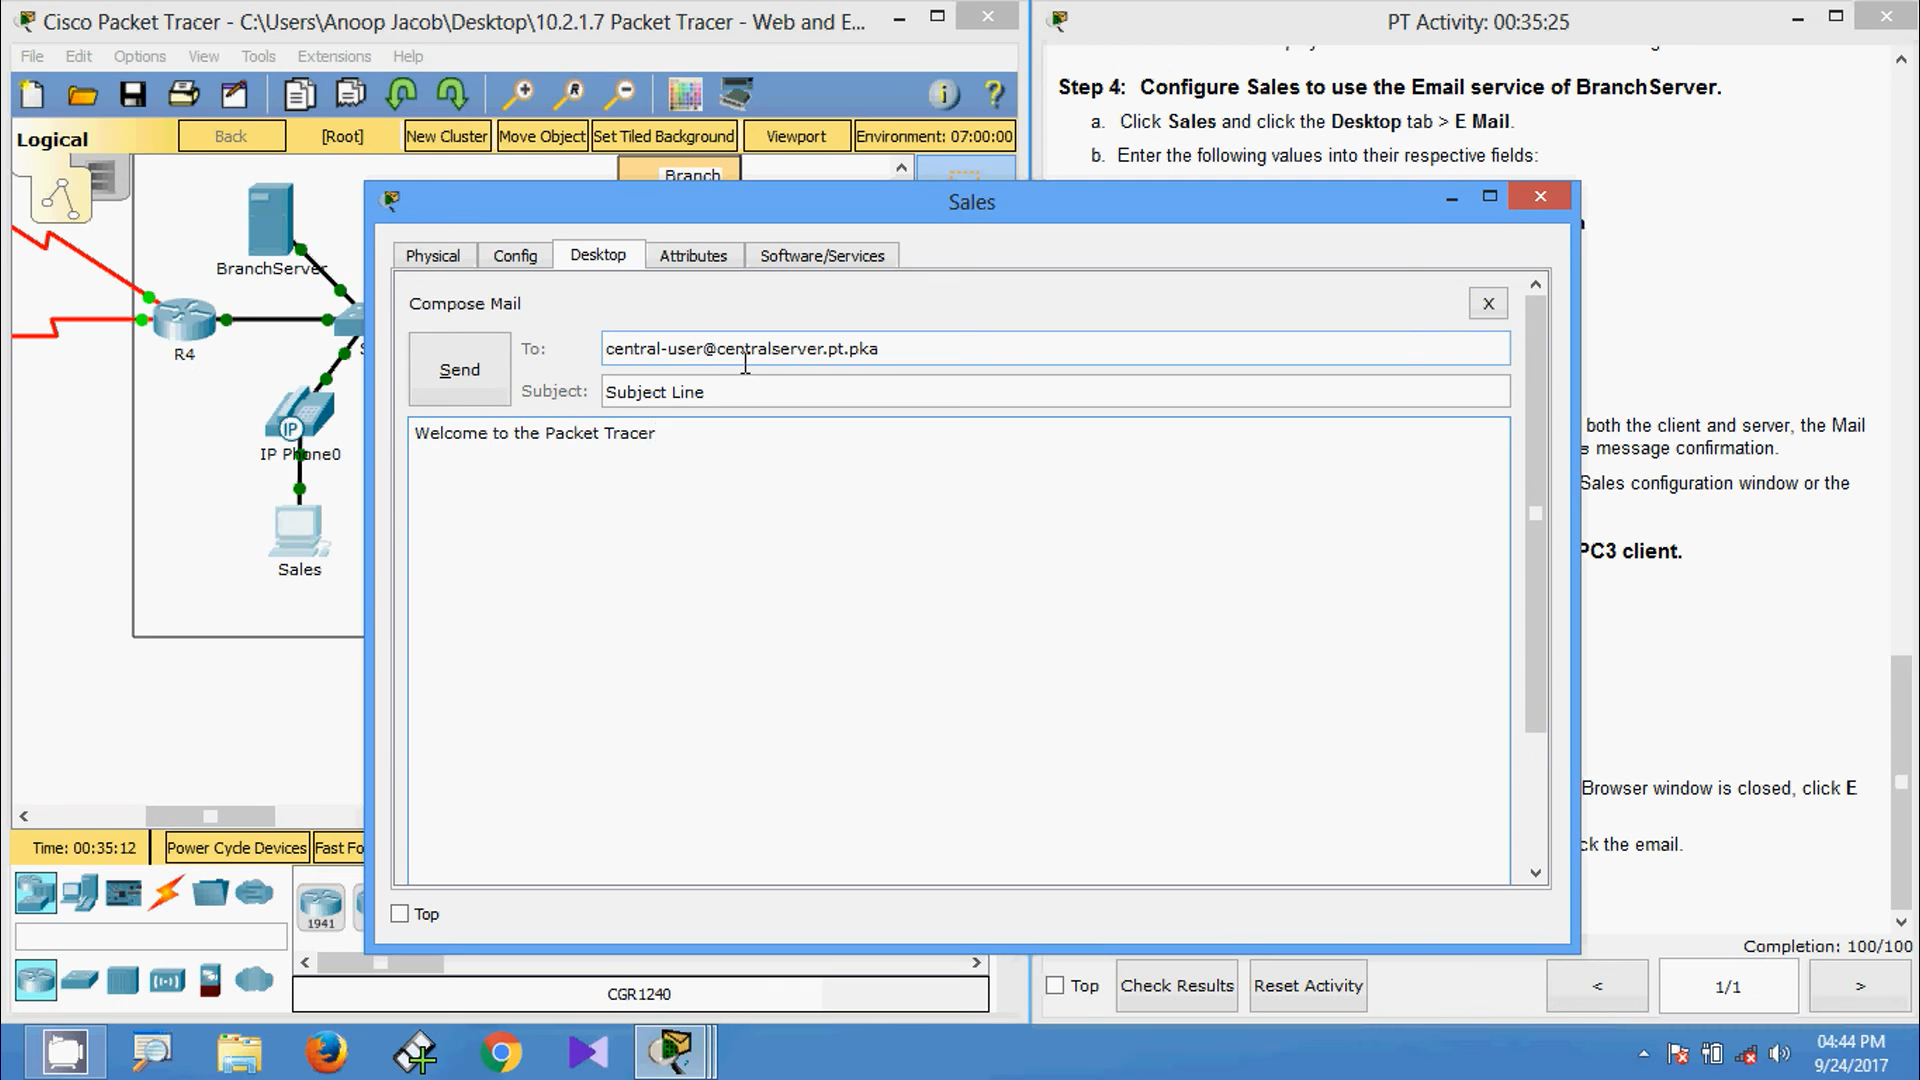 Cisco Packet Tracer - C:\Users\Anoop Jacob\Desktop\10.2.1.7 Packet Tracer - Web and E...
File Edit Options View Tools Extensions Help
Logical
Back
[Root]
New Cluster
Move Object
Set Tiled Background
Viewport
Environment: 07:00:00
Branch
BranchServer
R4
IP
IP Phone0
Sales
Time: 00:35:12
Power Cycle Devices
Fast Fo
1941
CGR1240
Sales
Physical
Config
Desktop
Attributes
Software/Services
Compose Mail
X
Send
To:
central-user@centralserver.pt.pka
Subject:
Subject Line
Welcome to the Packet Tracer
Top
PT Activity: 00:35:25
Step 4: Configure Sales to use the Email service of BranchServer.
a. Click Sales and click the Desktop tab > E Mail.
b. Enter the following values into their respective fields:
both the client and server, the Mail
message confirmation.
Sales configuration window or the
PC3 client.
Browser window is closed, click E
ck the email.
Completion: 100/100
Top
Check Results
Reset Activity
<
1/1
>
04:44 PM
9/24/2017